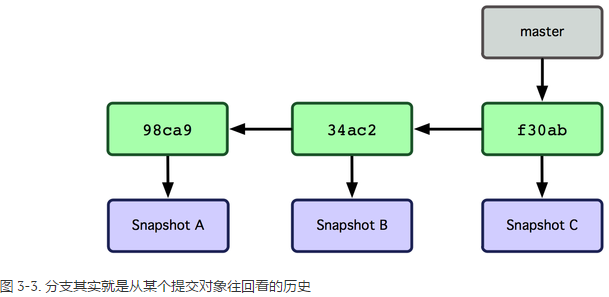 master
98ca9
34ac2
f30ab
Snapshot A
Snapshot B
Snapshot C
图 3-3. 分支其实就是从某个提交对象往回看的历史